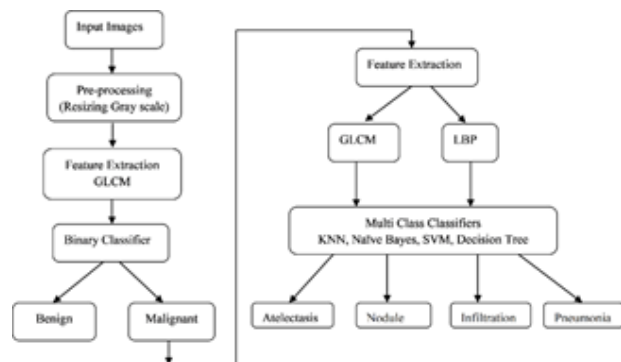 Input Images
Pre-processing
(Resizing Gray scale)
Feature Extraction
GLCM
Binary Classifier
Benign
Malignant
Feature Extraction
GLCM
LBP
Multi Class Classifiers
KNN, Naïve Bayes, SVM, Decision Tree
Atelectasis
Nodule
Infiltration
Pneumonia